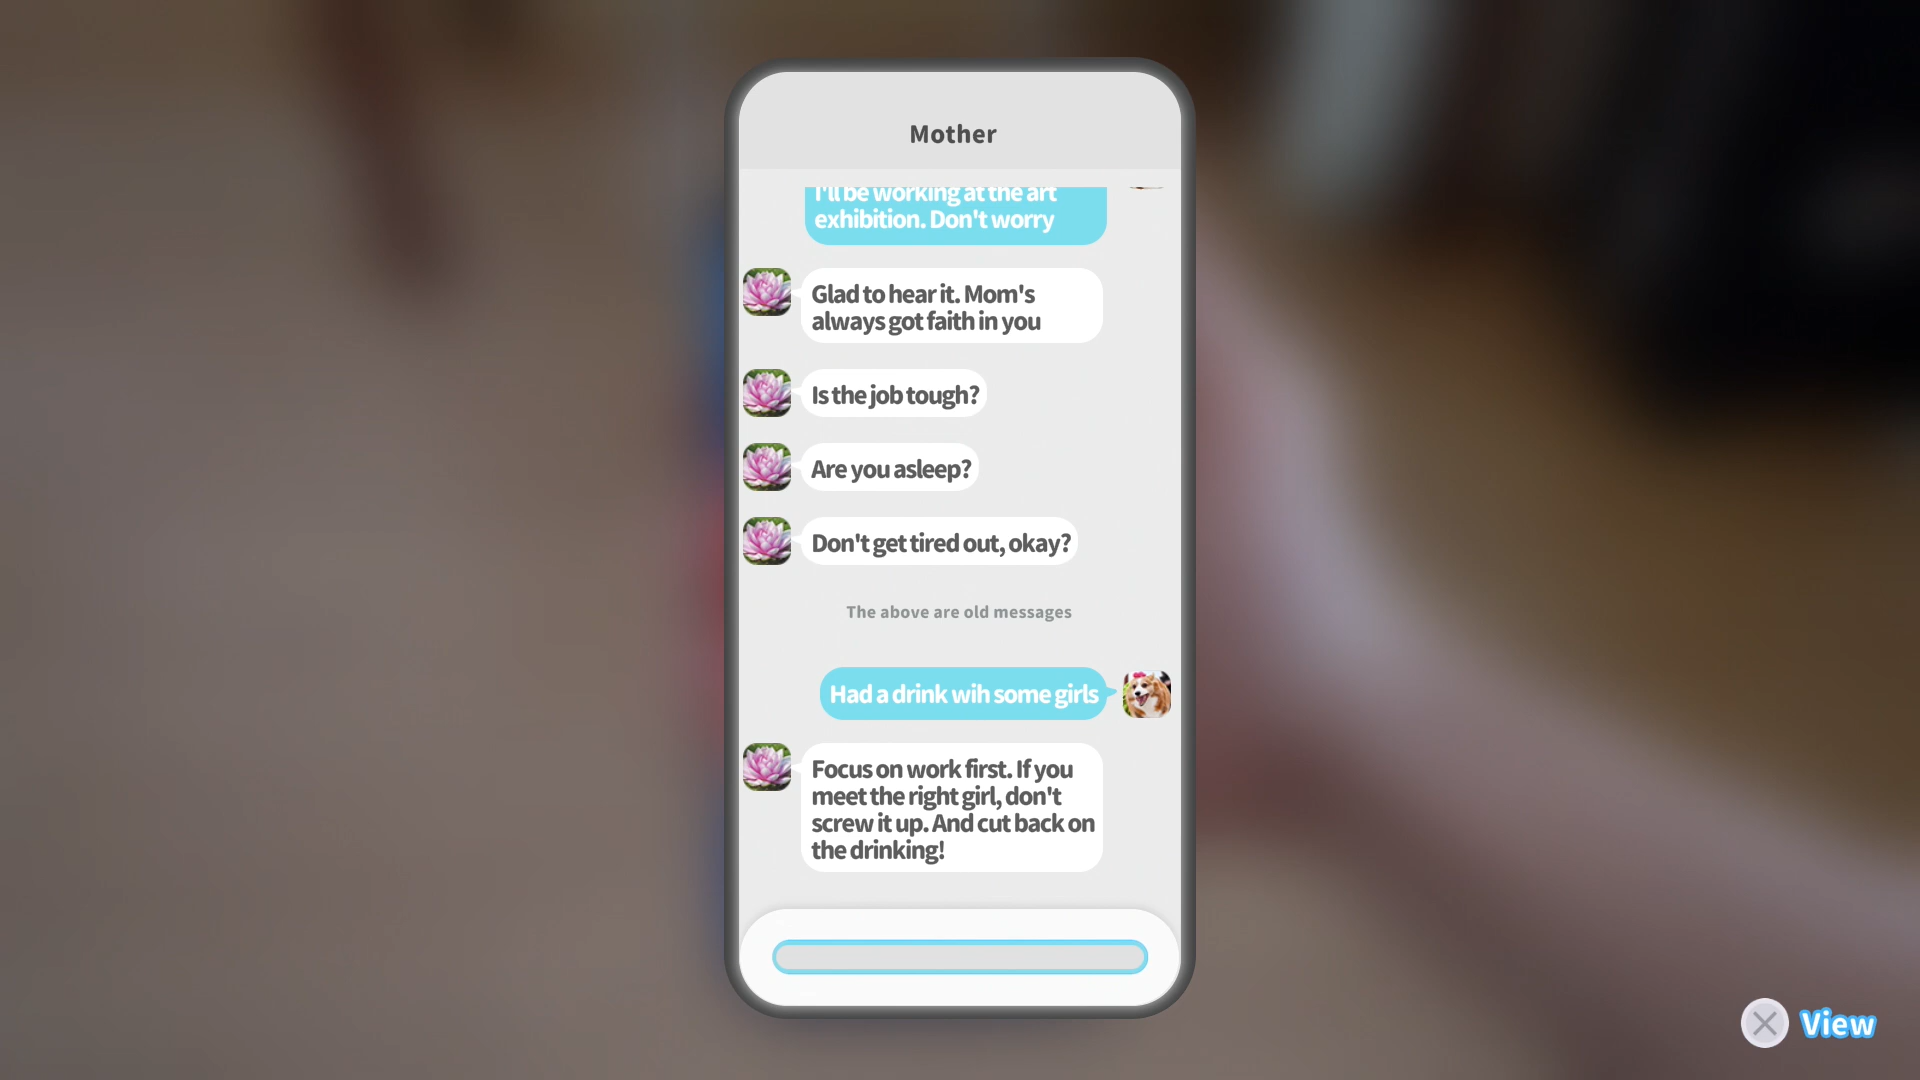 Mother
I'll be working at the art
exhibition. Don't worry
Glad to hear it. Mom's
always got faith in you
Is the job tough?
Are you asleep?
Don't get tired out, okay?
The above are old messages
Had a drink wih some girls
Focus on work first. If you
meet the right girl, don't
screw it up. And cut back on
the drinking!
View